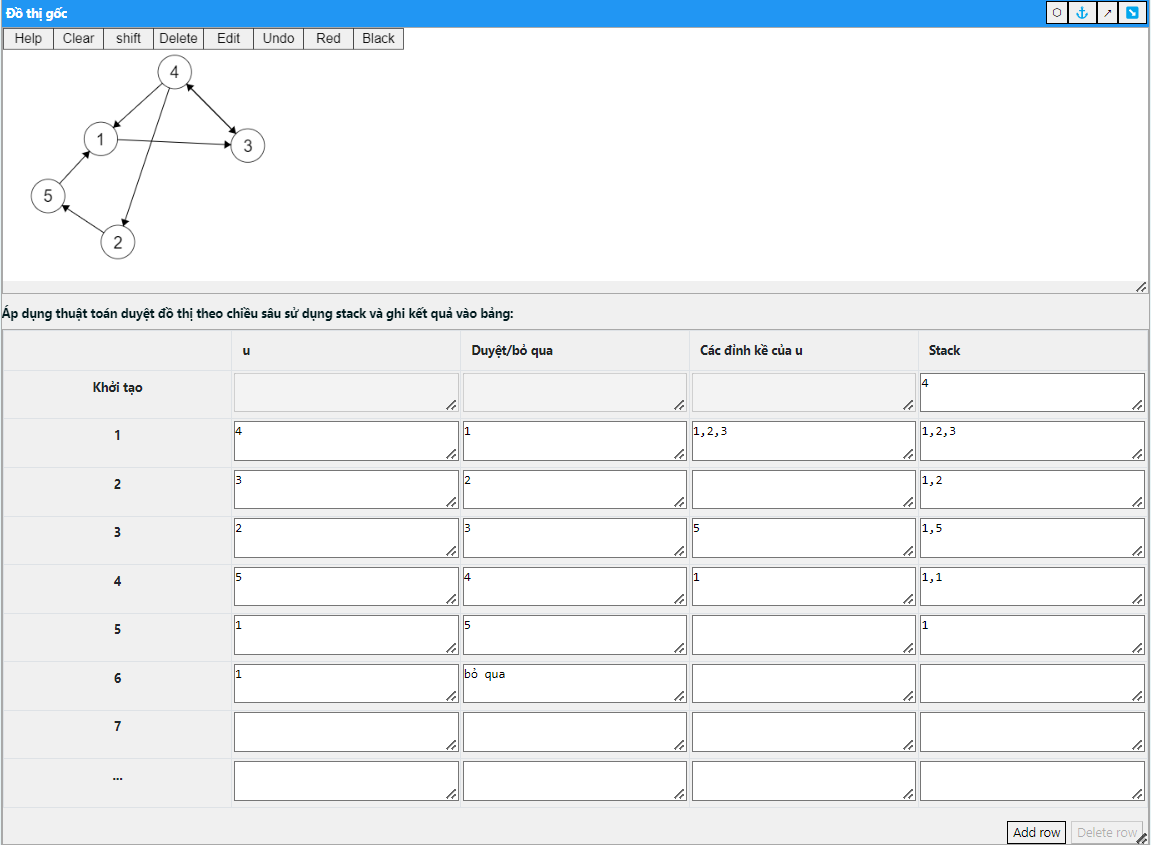 Đồ thị gốc
Help Clear shift Delete Edit Undo Red Black
4
1
3
5
2
Áp dụng thuật toán duyệt đồ thị theo chiều sâu sử dụng stack và ghi kết quả vào bảng:
u Duyệt/bỏ qua Các đỉnh kề của u Stack
Khởi tạo 4
1 4 1 1,2,3 1,2,3
2 3 2 1,2
3 2 3 5 1,5
4 5 4 1 1,1
5 1 5 1
6 1 bỏ qua
7
...
Add row Delete row